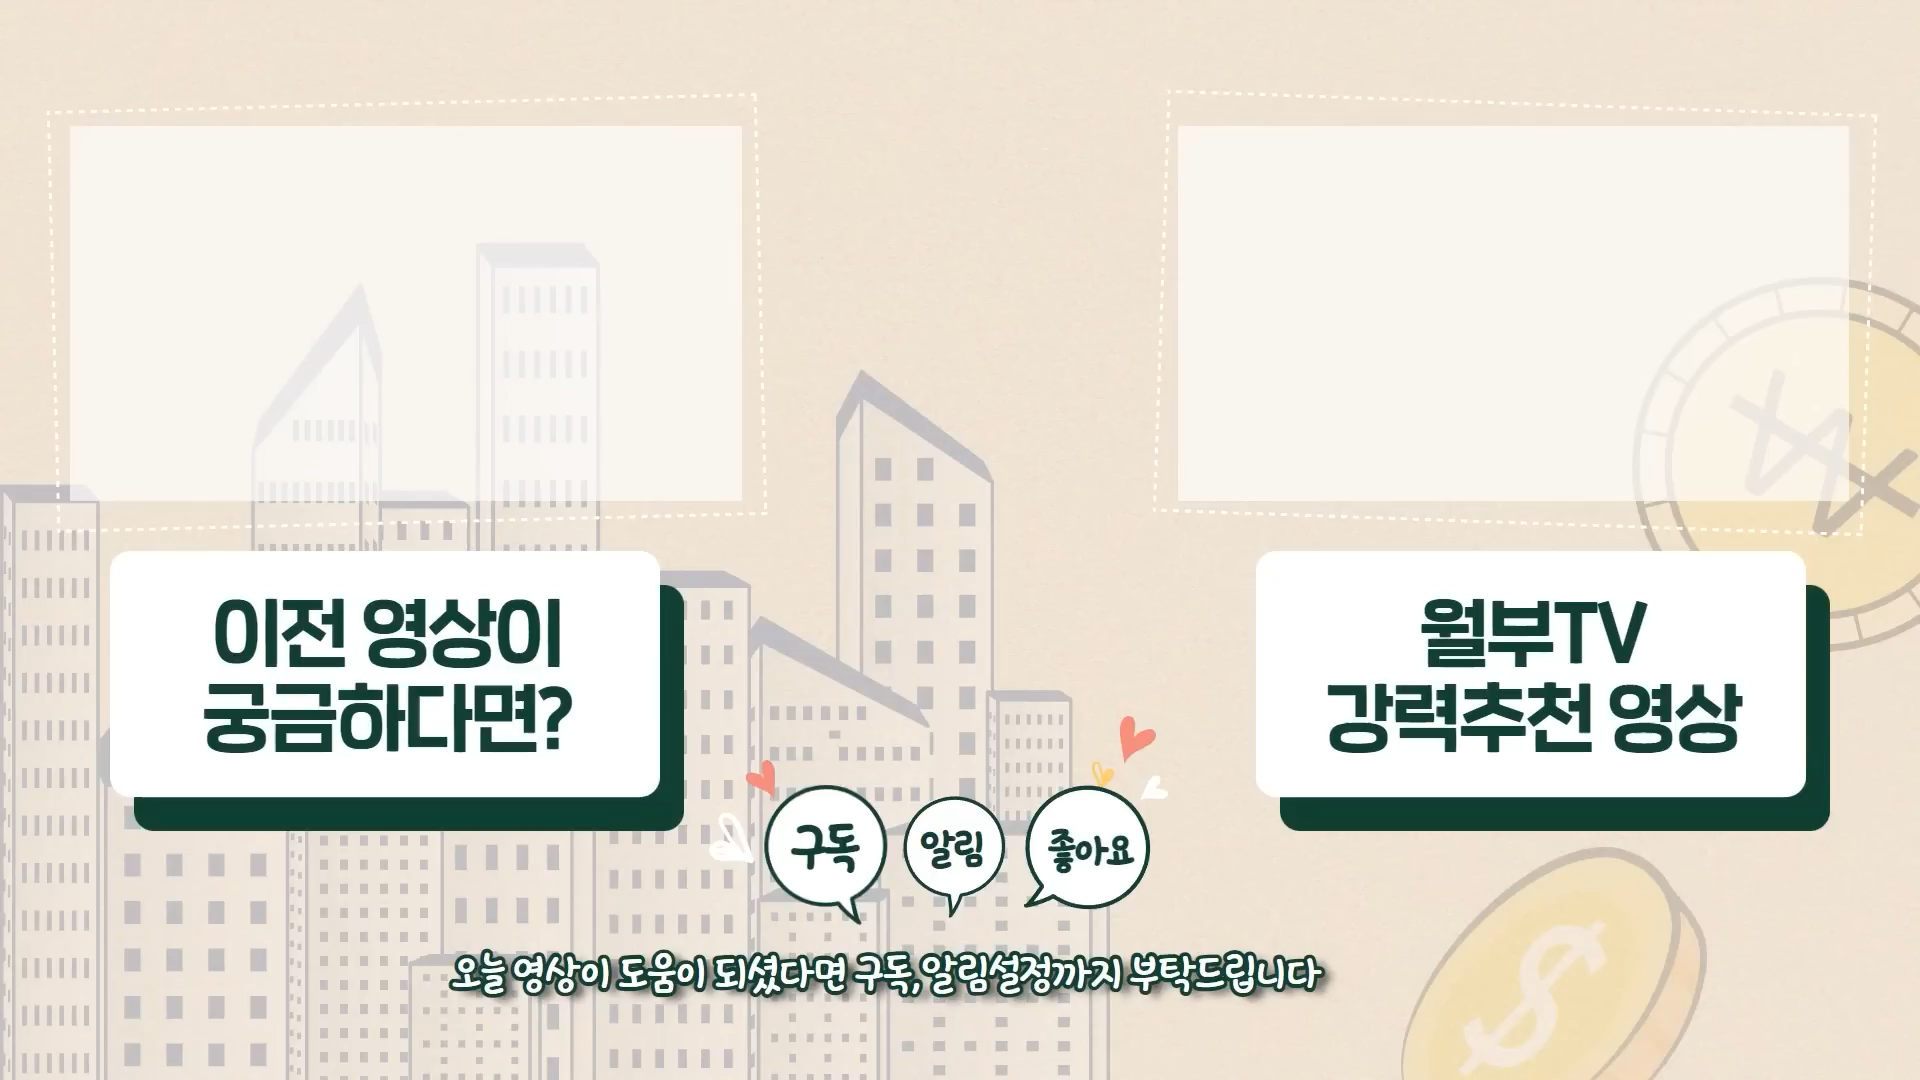 이전 영상이
궁금하다면?
월부TV
강력추천 영상
구독
알림
좋아요
오늘 영상이 도움이 되셨다면 구독,알림설정까지 부탁드립니다